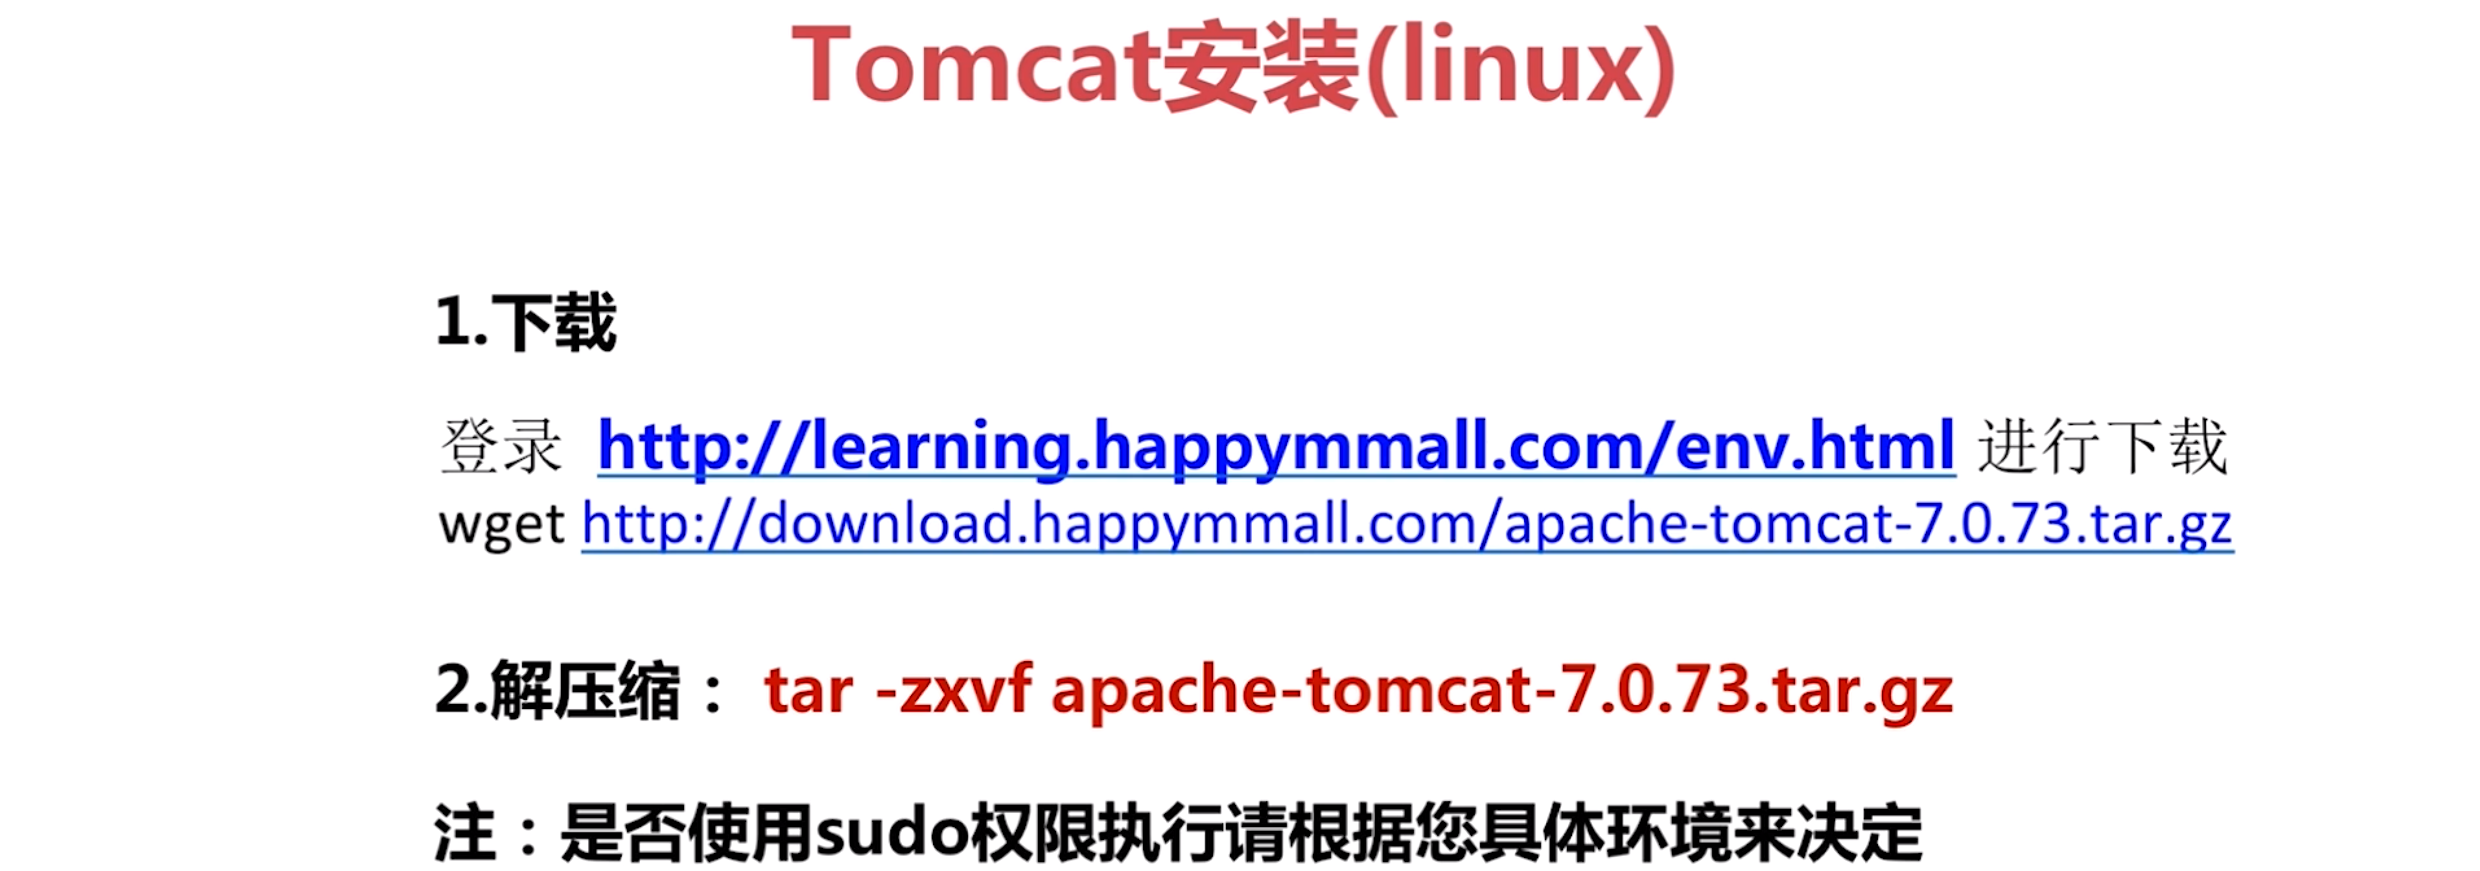 Tomcat安装(linux)
1.下载
登录 http://learning.happymmall.com/env.html 进行下载
wget http://download.happymmall.com/apache-tomcat-7.0.73.tar.gz
2.解压缩： tar -zxvf apache-tomcat-7.0.73.tar.gz
注：是否使用sudo权限执行请根据您具体环境来决定